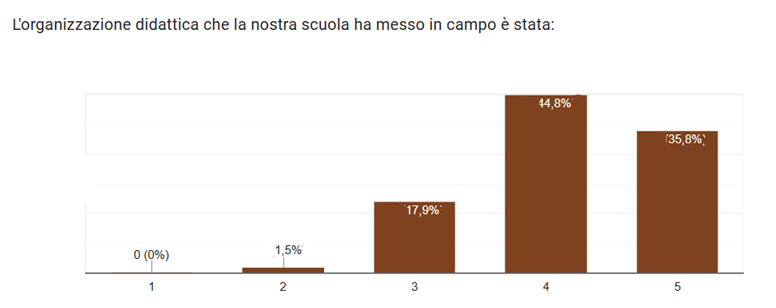 L'organizzazione didattica che la nostra scuola ha messo in campo è stata:
44,8%
(35,8%)
17,9%
0 (0%)
1,5%
1 2 3 4 5